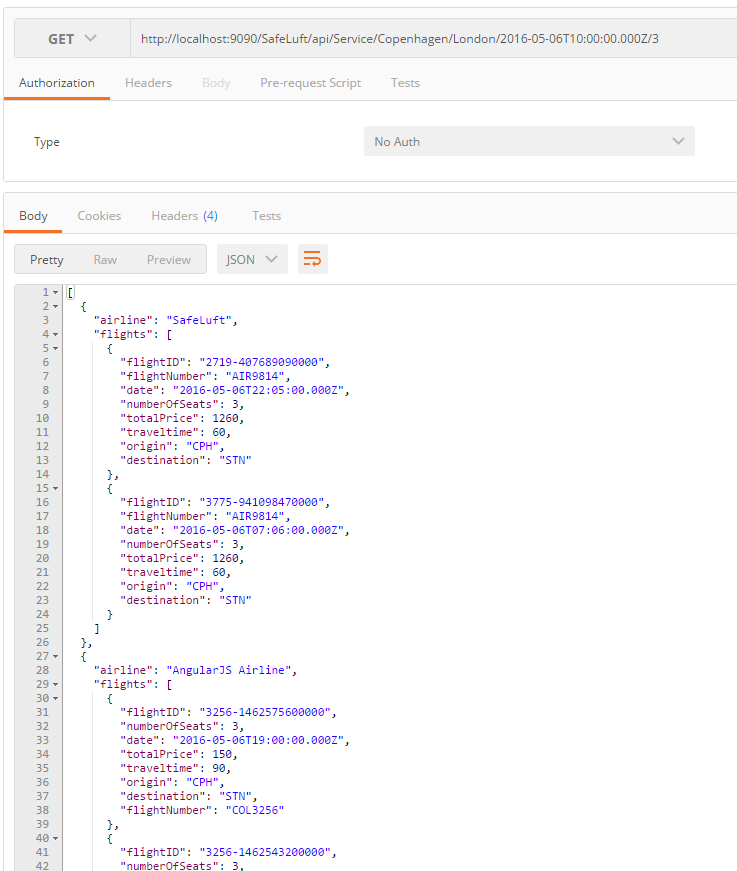 GET http://localhost:9090/SafeLuft/api/Service/Copenhagen/London/2016-05-06T10:00:00.000Z/3
Authorization Headers Body Pre-request Script Tests
Type No Auth
Body Cookies Headers (4) Tests
Pretty Raw Preview JSON
1 [
2 {
3 "airline": "SafeLuft",
4 "flights": [
5 {
6 "flightID": "2719-407689090000",
7 "flightNumber": "AIR9814",
8 "date": "2016-05-06T22:05:00.000Z",
9 "numberOfSeats": 3,
10 "totalPrice": 1260,
11 "traveltime": 60,
12 "origin": "CPH",
13 "destination": "STN"
14 },
15 {
16 "flightID": "3775-941098470000",
17 "flightNumber": "AIR9814",
18 "date": "2016-05-06T07:06:00.000Z",
19 "numberOfSeats": 3,
20 "totalPrice": 1260,
21 "traveltime": 60,
22 "origin": "CPH",
23 "destination": "STN"
24 }
25 ]
26 },
27 {
28 "airline": "AngularJS Airline",
29 "flights": [
30 {
31 "flightID": "3256-1462575600000",
32 "numberOfSeats": 3,
33 "date": "2016-05-06T19:00:00.000Z",
34 "totalPrice": 150,
35 "traveltime": 90,
36 "origin": "CPH",
37 "destination": "STN",
38 "flightNumber": "COL3256"
39 },
40 {
41 "flightID": "3256-1462543200000",
42 "numberOfSeats": 3,